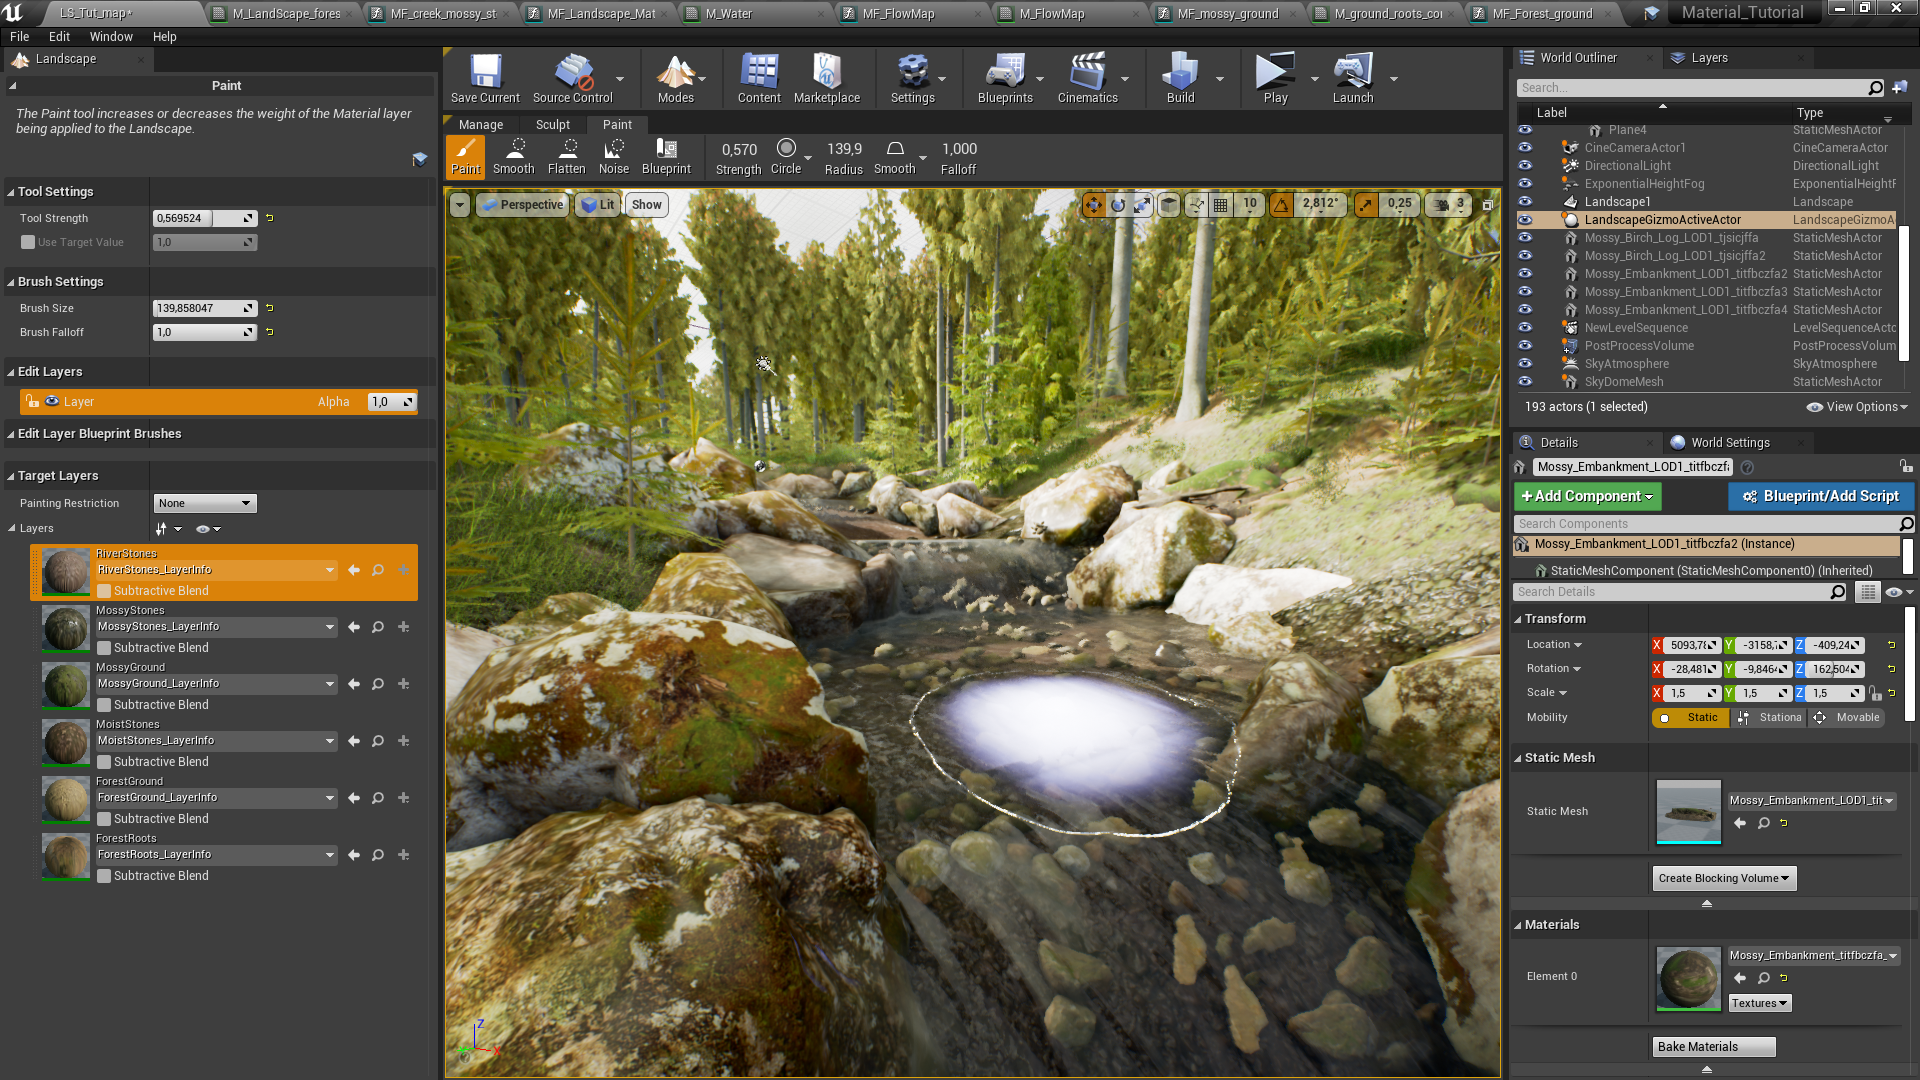 LS_Tut_map*
M_LandScape_fores
MF_creek_mossy_st
MF_Landscape_Mat
M_Water
MF_FlowMap
M_FlowMap
MF_mossy_ground
M_ground_roots_co
MF_Forest_ground
Material_Tutorial
File Edit Window Help
Landscape
Paint
The Paint tool increases or decreases the weight of the Material layer
being applied to the Landscape.
Tool Settings
Tool Strength 0,569524
Use Target Value 1,0
Brush Settings
Brush Size 139,858047
Brush Falloff 1,0
Edit Layers
Layer Alpha 1,0
Edit Layer Blueprint Brushes
Target Layers
Painting Restriction None
Layers
RiverStones
RiverStones_LayerInfo
Subtractive Blend
MossyStones
MossyStones_LayerInfo
Subtractive Blend
MossyGround
MossyGround_LayerInfo
Subtractive Blend
MoistStones
MoistStones_LayerInfo
Subtractive Blend
ForestGround
ForestGround_LayerInfo
Subtractive Blend
ForestRoots
ForestRoots_LayerInfo
Subtractive Blend
Save Current Source Control Modes Content Marketplace Settings Blueprints Cinematics Build Play Launch
Manage Sculpt Paint
Paint Smooth Flatten Noise Blueprint
0,570 139,9 1,000
Strength Circle Radius Smooth Falloff
Perspective Lit Show
10 2,812° 0,25 3
Z
X
World Outliner Layers
Search...
Label Type
Plane4 StaticMeshActor
CineCameraActor1 CineCameraActor
DirectionalLight DirectionalLight
ExponentialHeightFog ExponentialHeightF
Landscape1 Landscape
LandscapeGizmoActiveActor LandscapeGizmoA
Mossy_Birch_Log_LOD1_tjsicjffa StaticMeshActor
Mossy_Birch_Log_LOD1_tjsicjffa2 StaticMeshActor
Mossy_Embankment_LOD1_titfbczfa2 StaticMeshActor
Mossy_Embankment_LOD1_titfbczfa3 StaticMeshActor
Mossy_Embankment_LOD1_titfbczfa4 StaticMeshActor
NewLevelSequence LevelSequenceActo
PostProcessVolume PostProcessVolum
SkyAtmosphere SkyAtmosphere
SkyDomeMesh StaticMeshActor
193 actors (1 selected) View Options
Details World Settings
Mossy_Embankment_LOD1_titfbczfa
+Add Component Blueprint/Add Script
Search Components
Mossy_Embankment_LOD1_titfbczfa2 (Instance)
StaticMeshComponent (StaticMeshComponent0) (Inherited)
Search Details
Transform
Location X 5093,78 Y -3158,7 Z -409,24
Rotation X -28,481 Y -9,846 Z 162,504
Scale X 1,5 Y 1,5 Z 1,5
Mobility Static Stationa Movable
Static Mesh
Static Mesh Mossy_Embankment_LOD1_tit
Create Blocking Volume
Materials
Element 0 Mossy_Embankment_titfbczfa_
Textures
Bake Materials